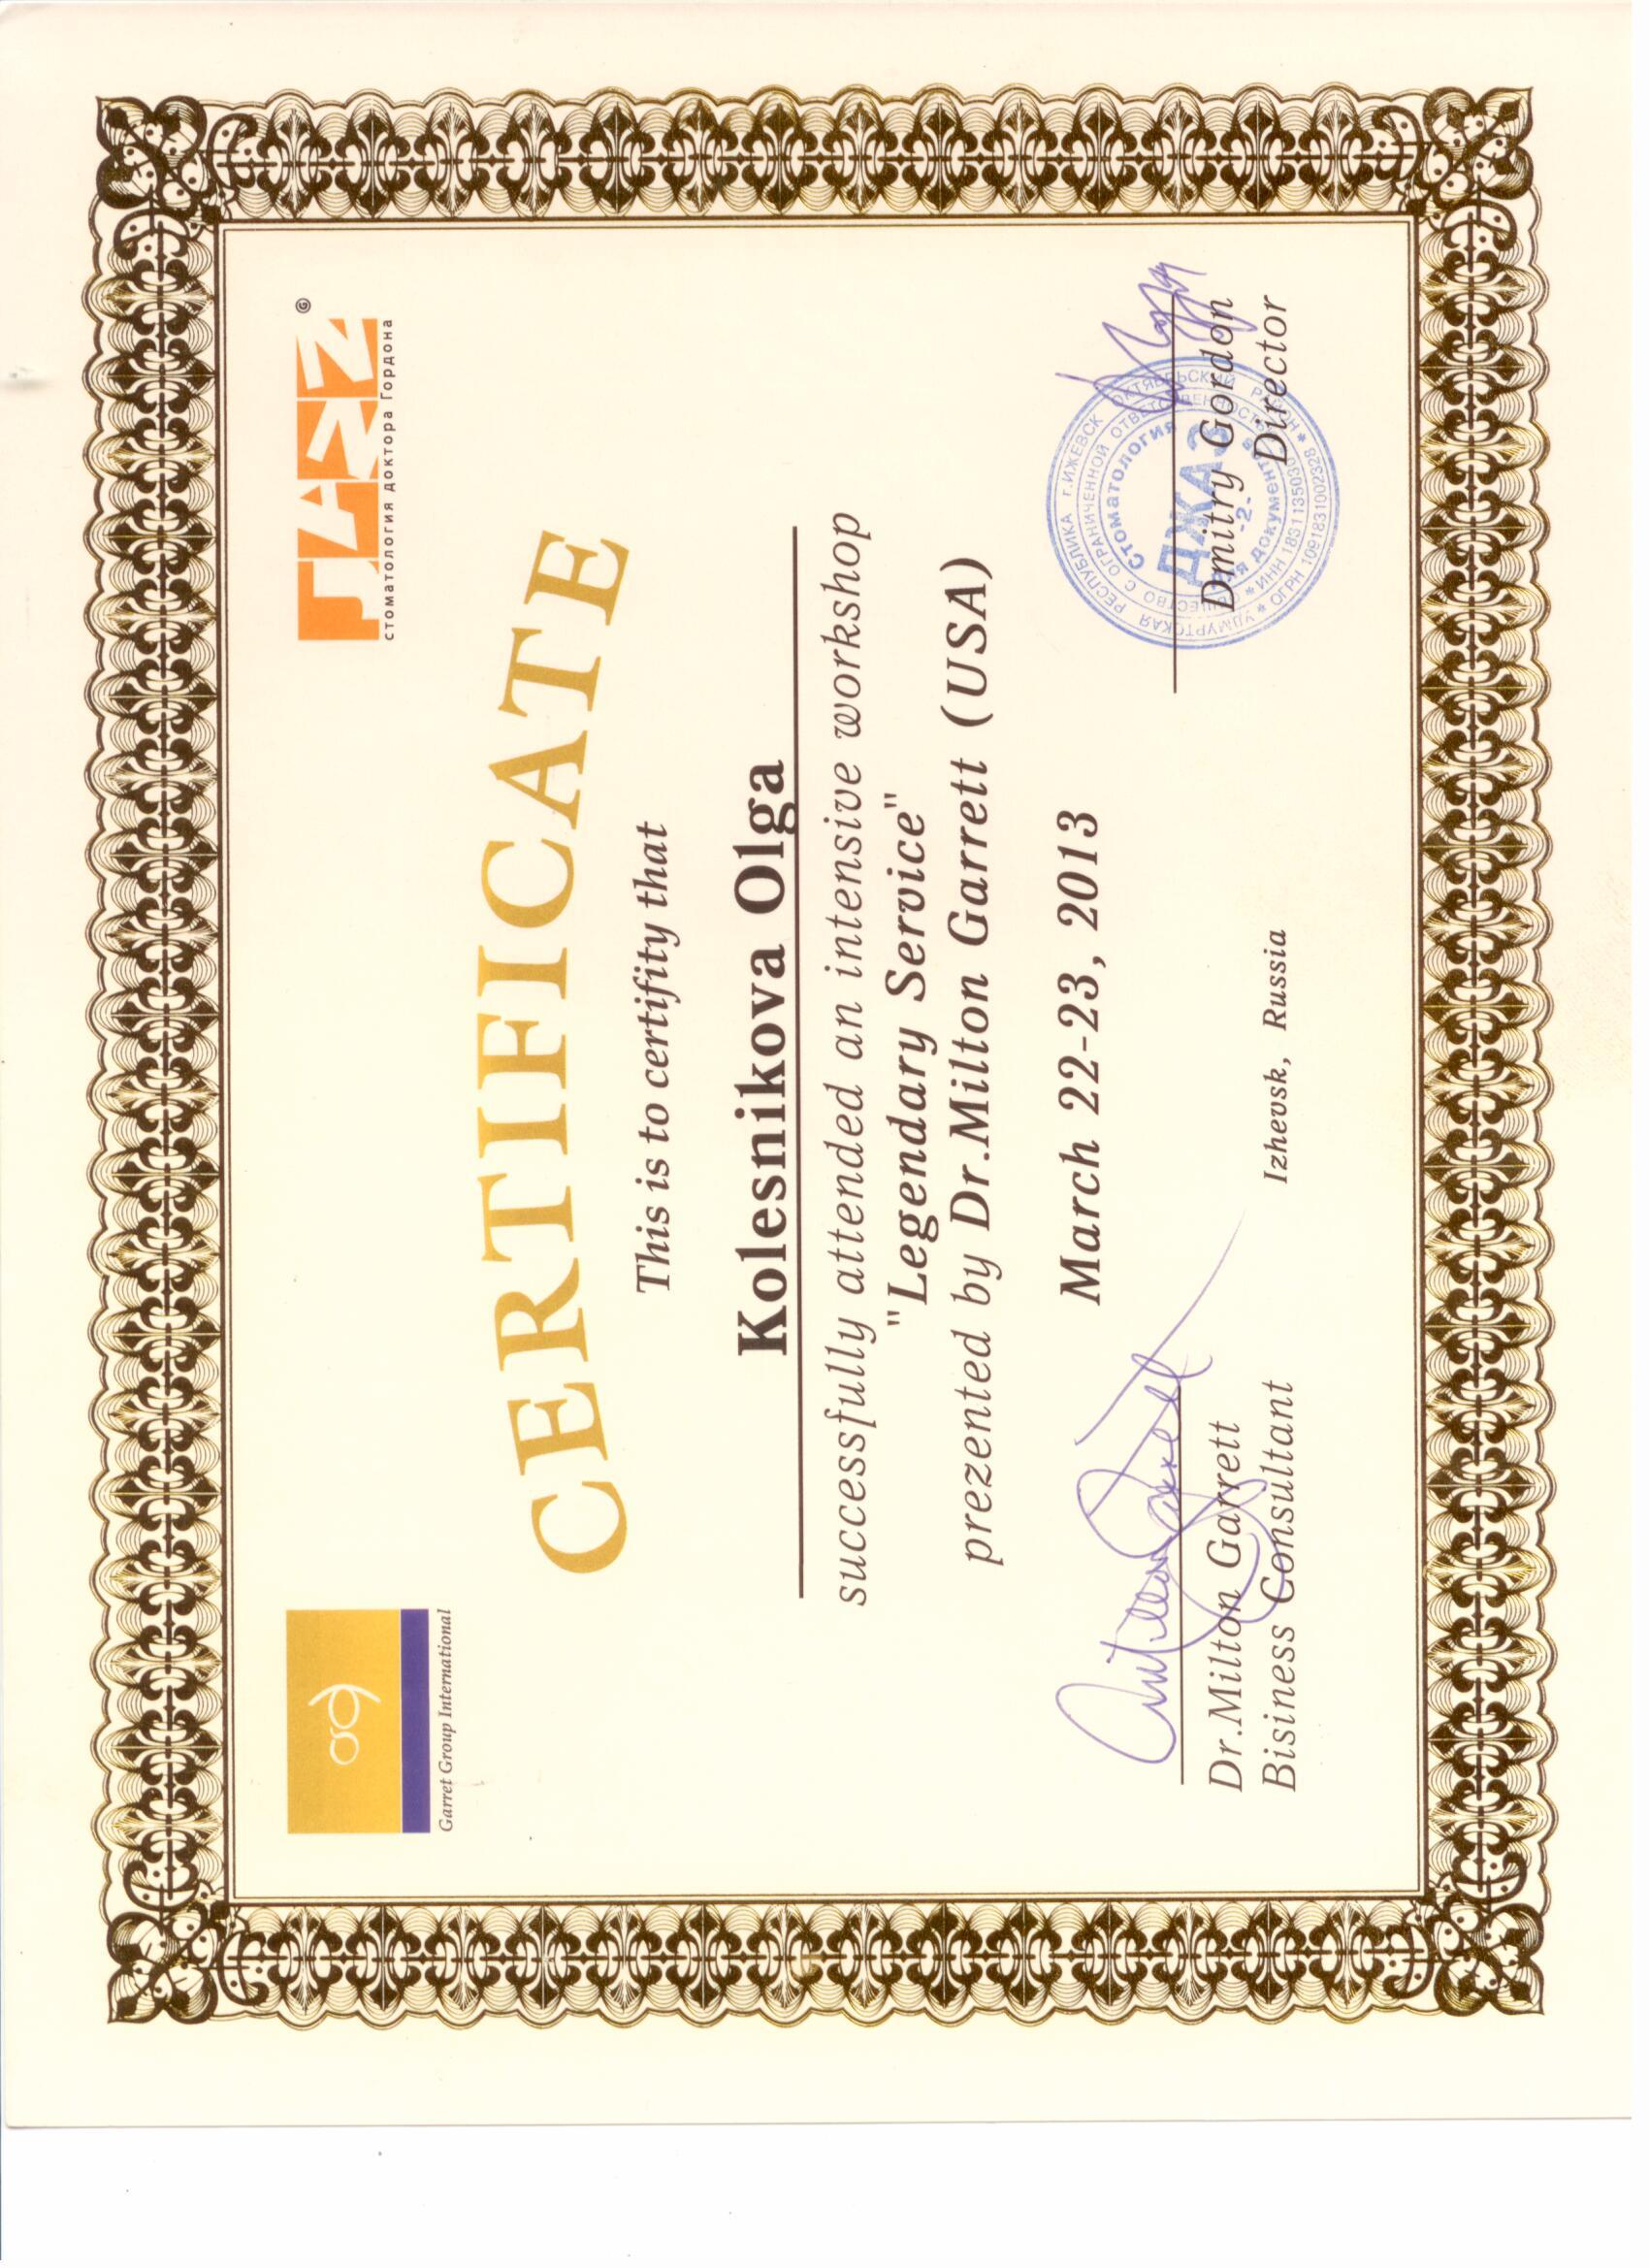 Garret Group International
JAZZ
G
стоматология доктора Гордона
CERTIFICATE
This is to certifity that
Kolesnikova Olga
successfully attended an intensive workshop
"Legendary Service"
prezented by Dr.Milton Garrett (USA)
March 22-23, 2013
Dr.Milton Garrett
Bisiness Consultant
Izhevsk, Russia
Dmitry Gordon
Director
УДМУРТСКАЯ РЕСПУБЛИКА г.ИЖЕВСК ОКТЯБРЬСКИЙ РАЙОН * ОГРН 1091831002328 *
ОБЩЕСТВО С ОГРАНИЧЕННОЙ ОТВЕТСТВЕННОСТЬЮ * ИНН
Стоматология
ДЖАЗ
-2-
для документов